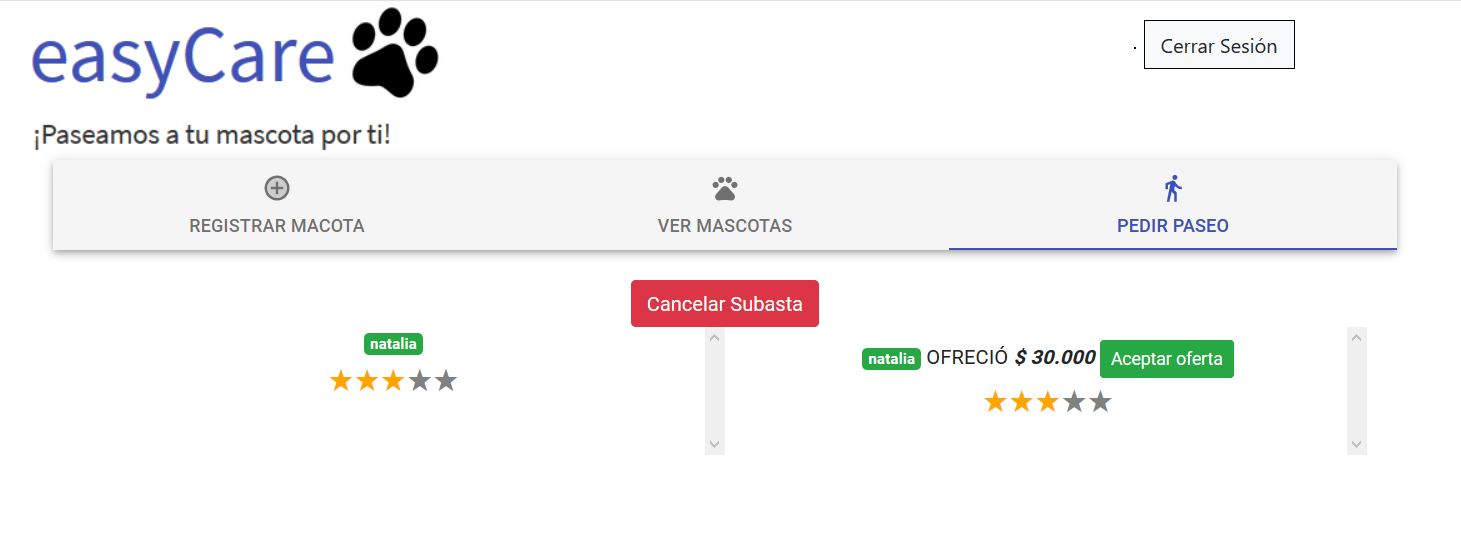 easyCare
Cerrar Sesión
¡Paseamos a tu mascota por ti!
REGISTRAR MACOTA
VER MASCOTAS
PEDIR PASEO
Cancelar Subasta
natalia
natalia OFRECIÓ $ 30.000 Aceptar oferta